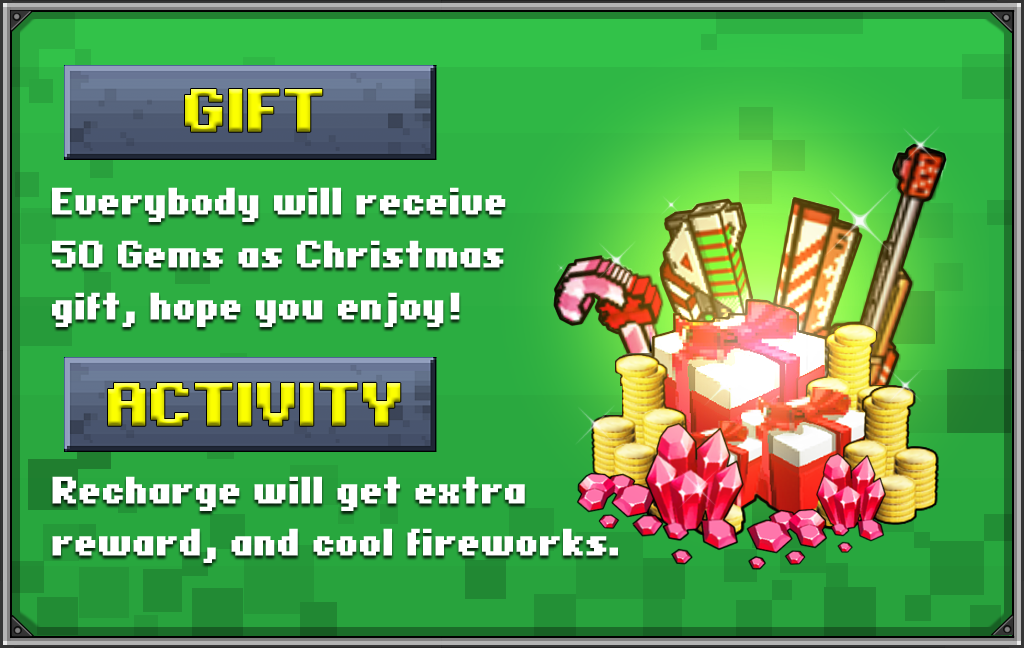 GIFT
Everybody will receive
50 Gems as Christmas
gift, hope you enjoy!
ACTIVITY
Recharge will get extra
reward, and cool fireworks.